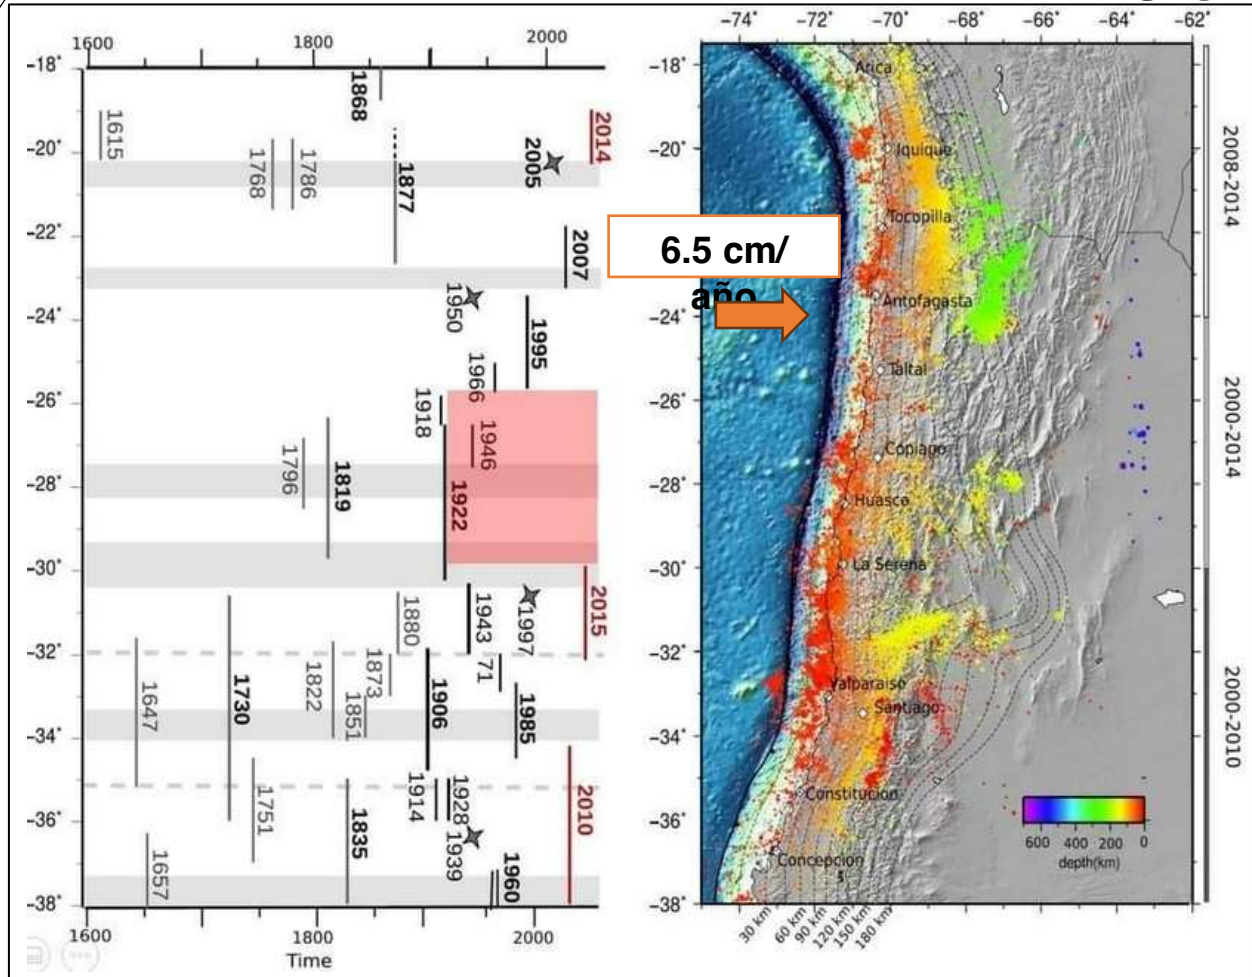 1600 1800 2000
-18˚
-20˚
-22˚
-24˚
-26˚
-28˚
-30˚
-32˚
-34˚
-36˚
-38˚
1868
1615
1768
1786
1877
2005
2014
2007
1950
1995
1966
1918
1946
1796
1819
1922
2015
1880
1943
1997
71
1873
1822
1851
1647
1730
1906
1985
1751
1914
1928
1939
2010
1835
1657
1960
1600 1800 2000
Time
-74˚ -72˚ -70˚ -68˚ -66˚ -64˚ -62˚
-18˚
-20˚
-24˚
-26˚
-28˚
-30˚
-32˚
-34˚
-36˚
-38˚
6.5 cm/
año
Arica
Iquique
Tocopilla
Antofagasta
Taltal
Copiapo
Huasco
La Serena
Valparaiso
Santiago
Constitucion
Concepcion
s
600 400 200 0
depth(km)
30 km 60 km 90 km 120 km 150 km 180 km
2008-2014
2000-2014
2000-2010